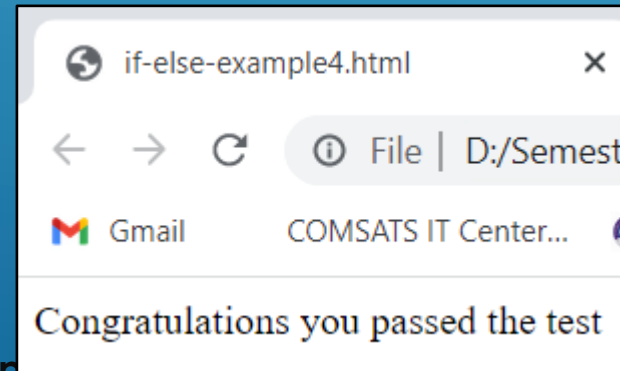 if-else-example4.html
File | D:/Semest
Gmail COMSATS IT Center...
Congratulations you passed the test